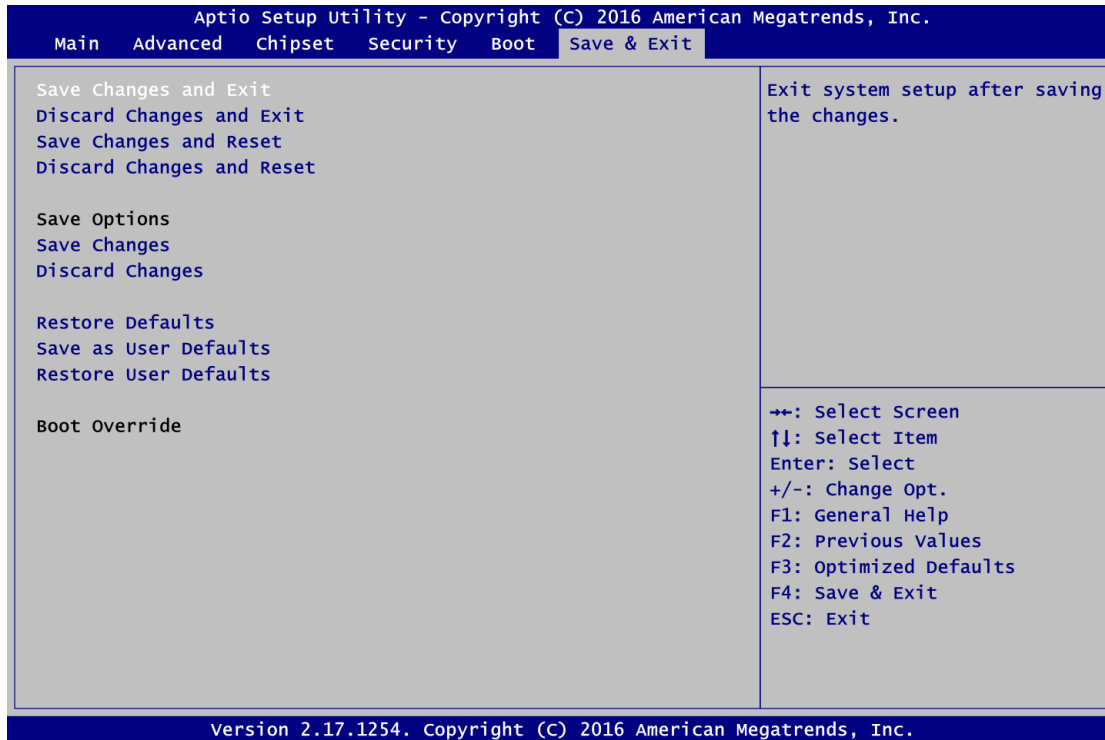 Aptio Setup Utility - Copyright (C) 2016 American Megatrends, Inc.
Main Advanced Chipset Security Boot Save & Exit
Save Changes and Exit
Discard Changes and Exit
Save Changes and Reset
Discard Changes and Reset
Save Options
Save Changes
Discard Changes
Restore Defaults
Save as User Defaults
Restore User Defaults
Boot Override
Exit system setup after saving
the changes.
→←: Select Screen
↑↓: Select Item
Enter: Select
+/-: Change Opt.
F1: General Help
F2: Previous Values
F3: Optimized Defaults
F4: Save & Exit
ESC: Exit
Version 2.17.1254. Copyright (C) 2016 American Megatrends, Inc.